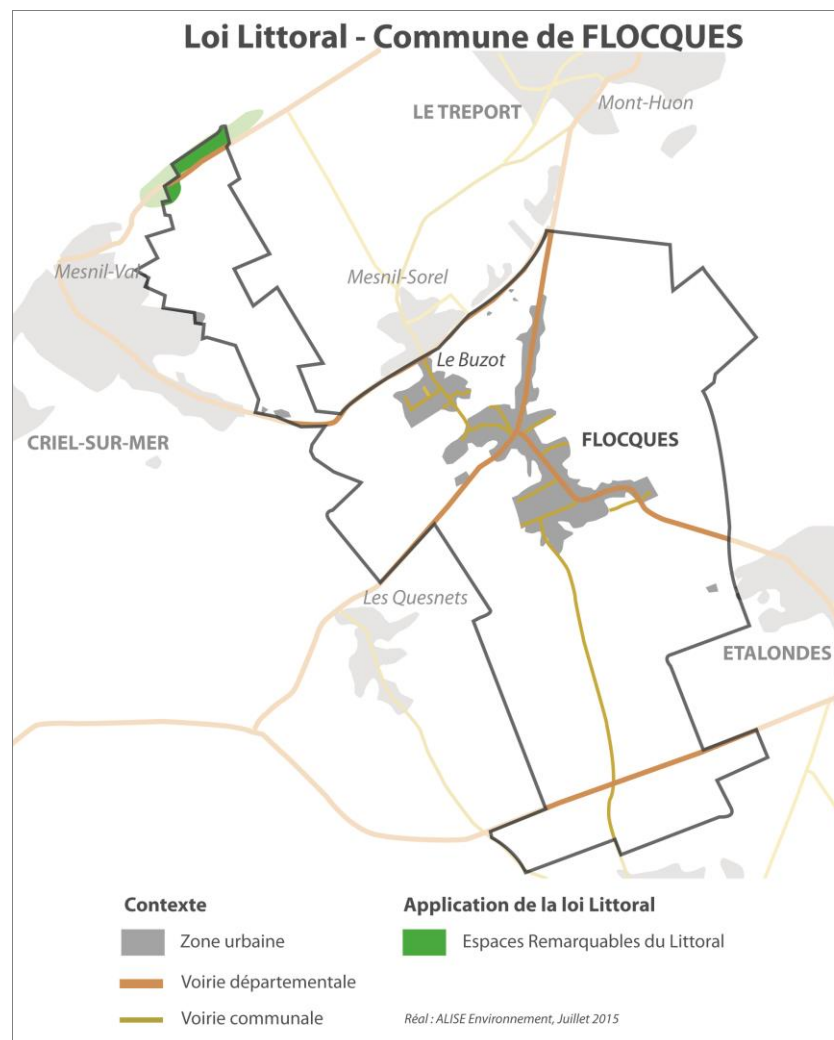 Loi Littoral - Commune de FLOCQUES
Mont-Huon
LE TREPORT
Mesnil-Val
Mesnil-Sorel
Le Buzot
CRIEL-SUR-MER
FLOCQUES
Les Quesnets
ETALONDES
Contexte
Zone urbaine
Voirie départementale
Voirie communale
Application de la loi Littoral
Espaces Remarquables du Littoral
Réal : ALISE Environnement, Juillet 2015